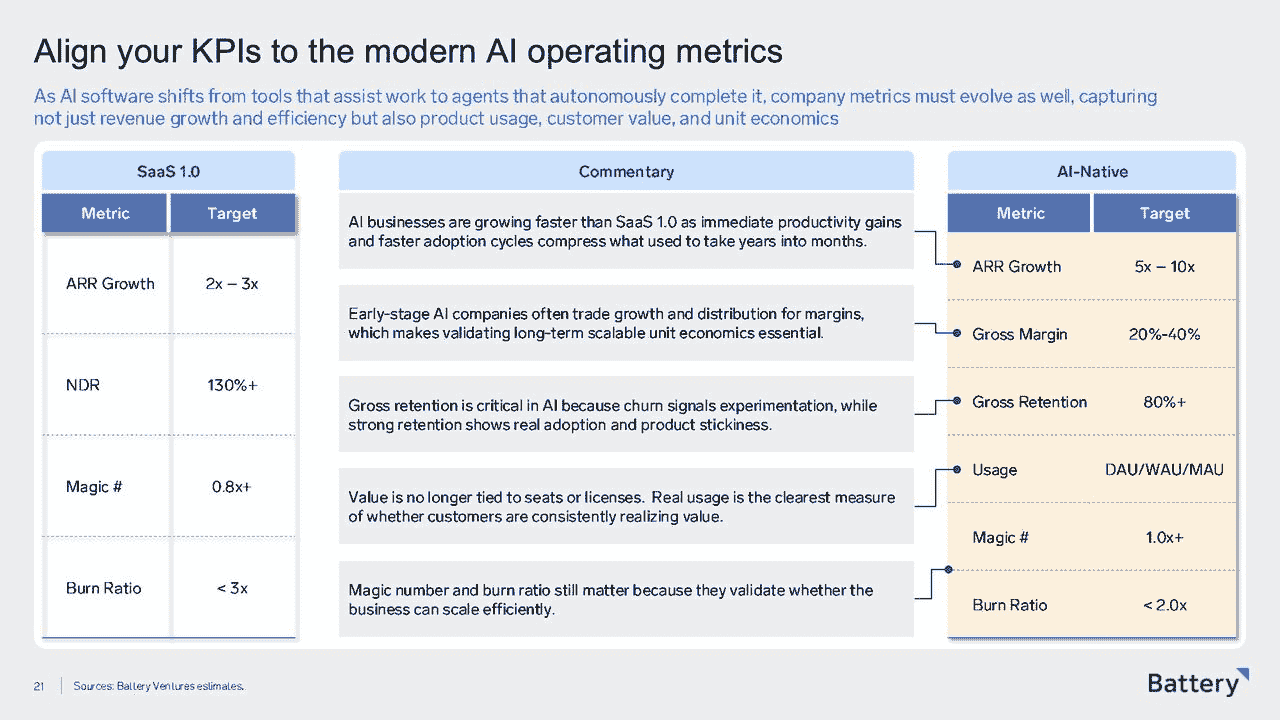 Align your KPIs to the modern AI operating metrics
As AI software shifts from tools that assist work to agents that autonomously complete it, company metrics must evolve as well, capturing
not just revenue growth and efficiency but also product usage, customer value, and unit economics
SaaS 1.0
Metric Target
ARR Growth 2x – 3x
NDR 130%+
Magic # 0.8x+
Burn Ratio < 3x
Commentary
AI businesses are growing faster than SaaS 1.0 as immediate productivity gains
and faster adoption cycles compress what used to take years into months.
Early-stage AI companies often trade growth and distribution for margins,
which makes validating long-term scalable unit economics essential.
Gross retention is critical in AI because churn signals experimentation, while
strong retention shows real adoption and product stickiness.
Value is no longer tied to seats or licenses. Real usage is the clearest measure
of whether customers are consistently realizing value.
Magic number and burn ratio still matter because they validate whether the
business can scale efficiently.
AI-Native
Metric Target
ARR Growth 5x – 10x
Gross Margin 20%-40%
Gross Retention 80%+
Usage DAU/WAU/MAU
Magic # 1.0x+
Burn Ratio < 2.0x
21 Sources: Battery Ventures estimates.
Battery